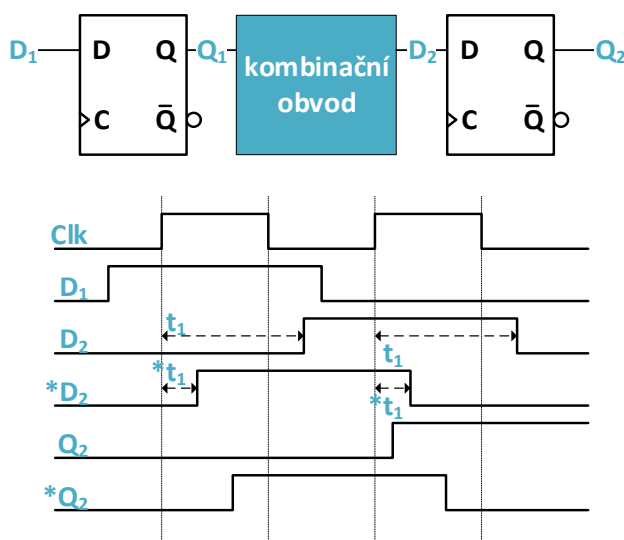 D₁ D Q Q₁ kombinační D₂ D Q Q₂
obvod
C Q̅ C Q̅
Clk
D₁
t₁
D₂ t₁
*t₁
*D₂ *t₁
Q₂
*Q₂